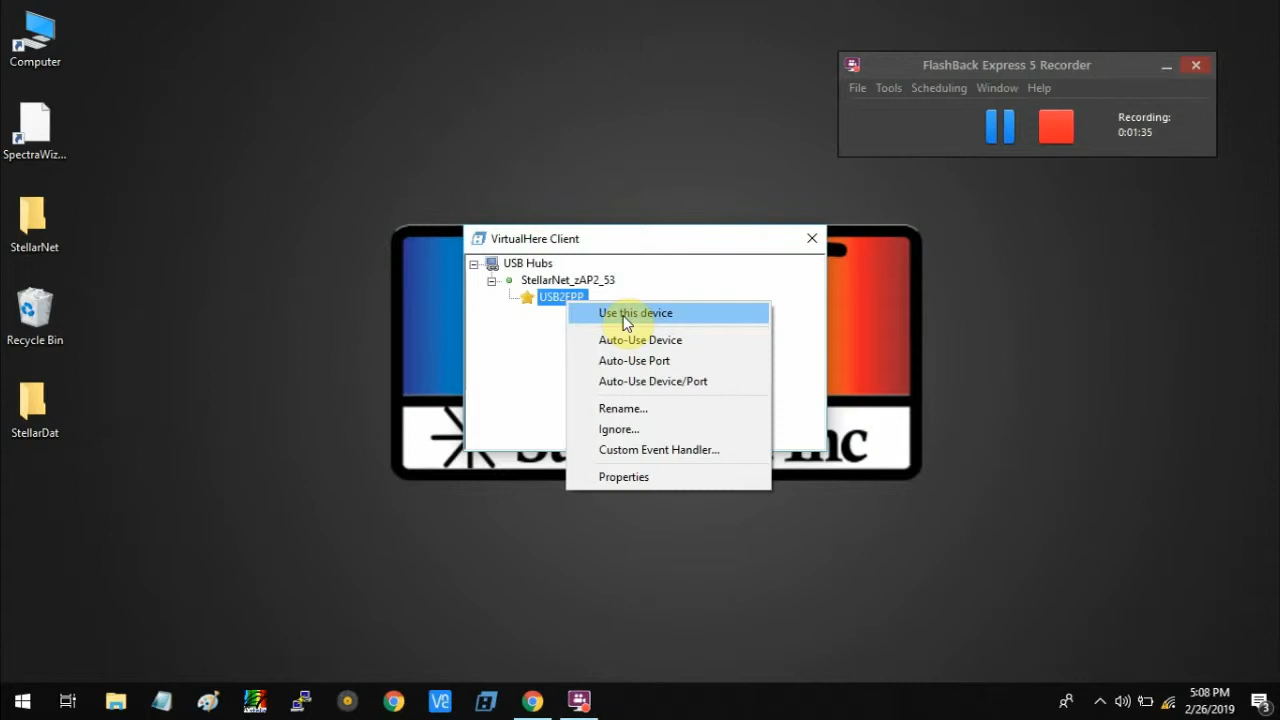 Computer
SpectraWiz...
StellarNet
Recycle Bin
StellarDat
FlashBack Express 5 Recorder
File Tools Scheduling Window Help
Recording:
0:01:35
VirtualHere Client
USB Hubs
StellarNet_zAP2_53
USB2EPP
Use this device
Auto-Use Device
Auto-Use Port
Auto-Use Device/Port
Rename...
Ignore...
Custom Event Handler...
Properties
Inc
5:08 PM
2/26/2019
3